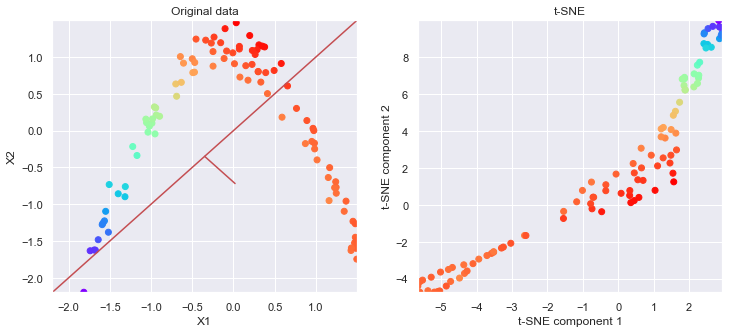 Original data
1.0
0.5
0.0
−0.5
−1.0
−1.5
−2.0
X2
−2.0 −1.5 −1.0 −0.5 0.0 0.5 1.0
X1
t-SNE
8
6
4
2
0
−2
−4
t-SNE component 2
−5 −4 −3 −2 −1 0 1 2
t-SNE component 1